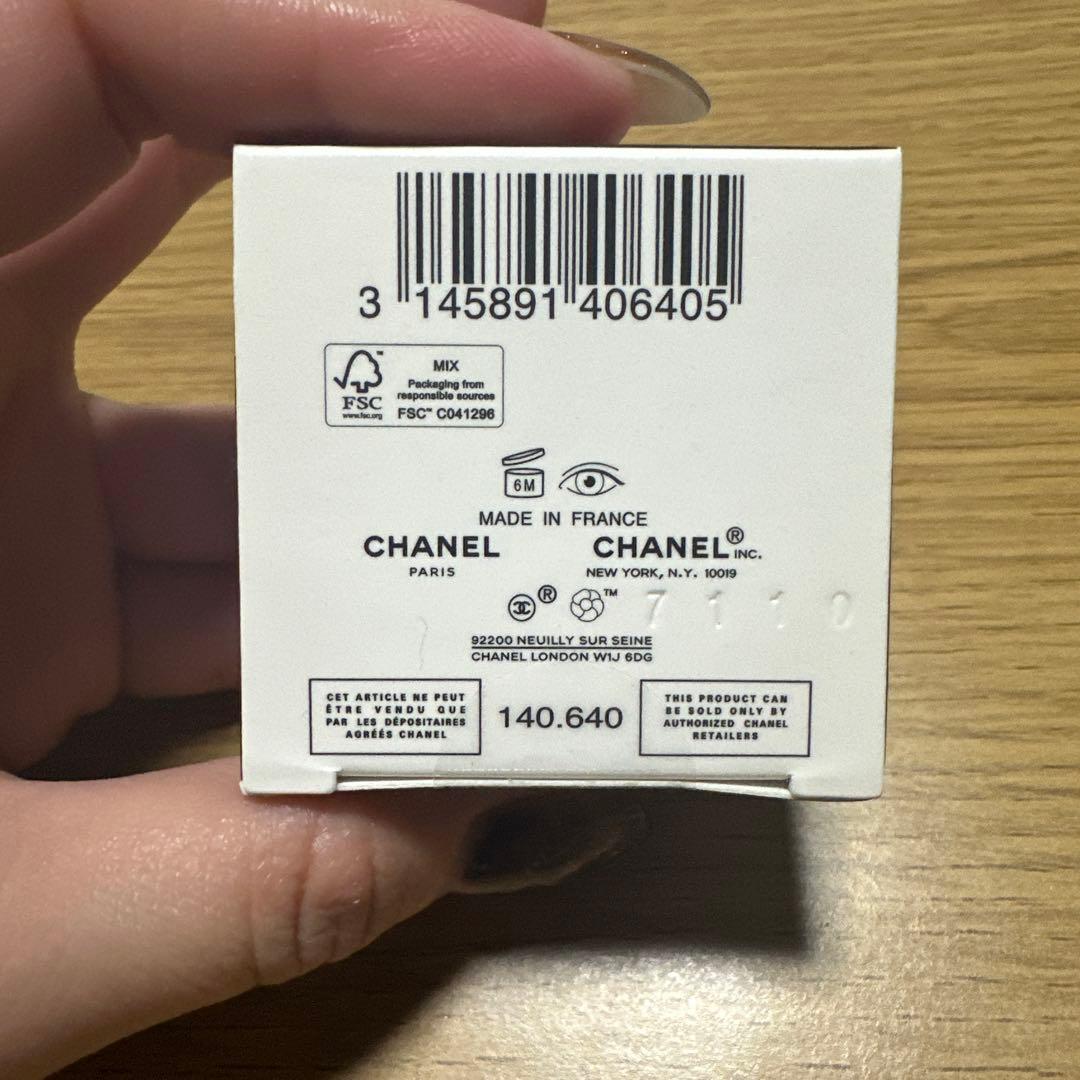 3 145891 406405
FSC™
www.fsc.org
MIX
Packaging from
responsible sources
FSC™ C041296
6M
MADE IN FRANCE
CHANEL
PARIS
CHANEL® INC.
NEW YORK, N.Y. 10019
® ™
7110
92200 NEUILLY SUR SEINE
CHANEL LONDON W1J 6DG
CET ARTICLE NE PEUT
ÊTRE VENDU QUE
PAR LES DÉPOSITAIRES
AGRÉÉS CHANEL
140.640
THIS PRODUCT CAN
BE SOLD ONLY BY
AUTHORIZED CHANEL
RETAILERS